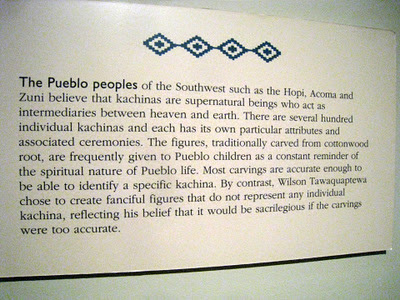 The Pueblo peoples of the Southwest such as the Hopi, Acoma and
Zuni believe that kachinas are supernatural beings who act as
intermediaries between heaven and earth. There are several hundred
individual kachinas and each has its own particular attributes and
associated ceremonies. The figures, traditionally carved from cottonwood
root, are frequently given to Pueblo children as a constant reminder of
the spiritual nature of Pueblo life. Most carvings are accurate enough to
be able to identify a specific kachina. By contrast, Wilson Tawaquaptewa
chose to create fanciful figures that do not represent any individual
kachina, reflecting his belief that it would be sacrilegious if the carvings
were too accurate.